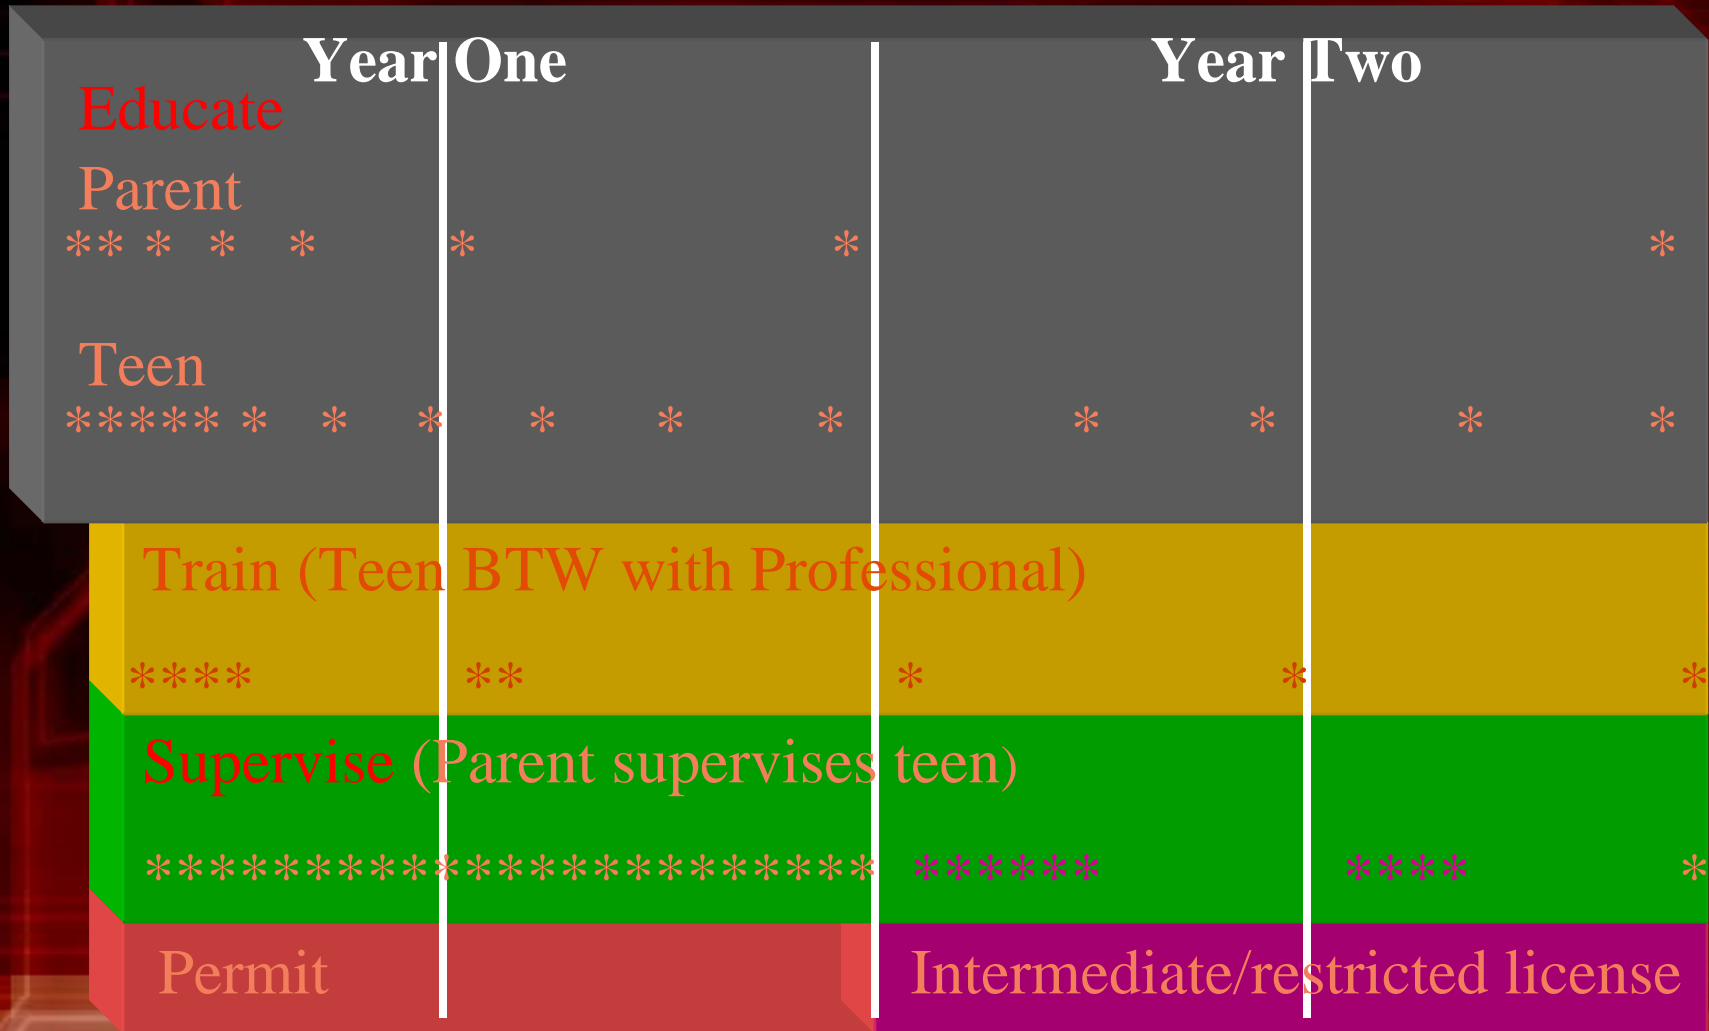 Year One Year Two
Educate
Parent
** * * * * * *
Teen
***** * * * * * * * * * *
Train (Teen BTW with Professional)
**** ** * * *
Supervise (Parent supervises teen)
*********************** ****** **** *
Permit Intermediate/restricted license